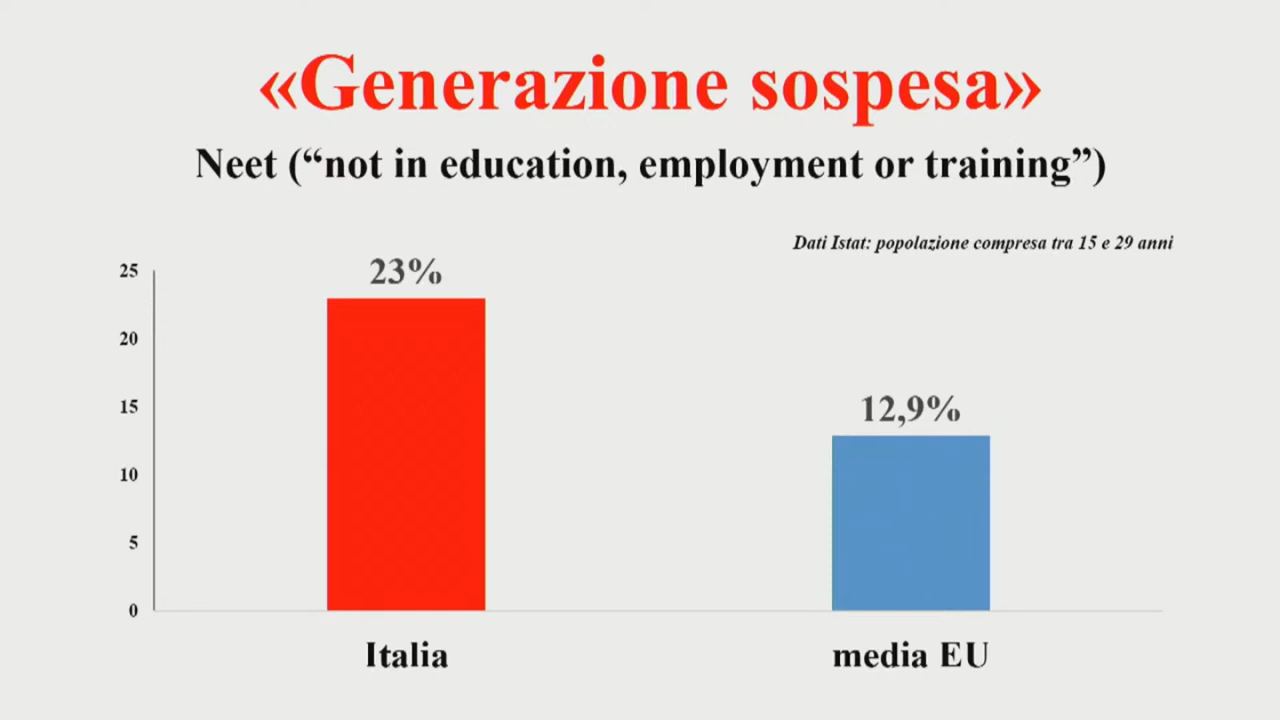 «Generazione sospesa»
Neet (“not in education, employment or training”)
Dati Istat: popolazione compresa tra 15 e 29 anni
25
20
15
10
5
0
23%
12,9%
Italia
media EU